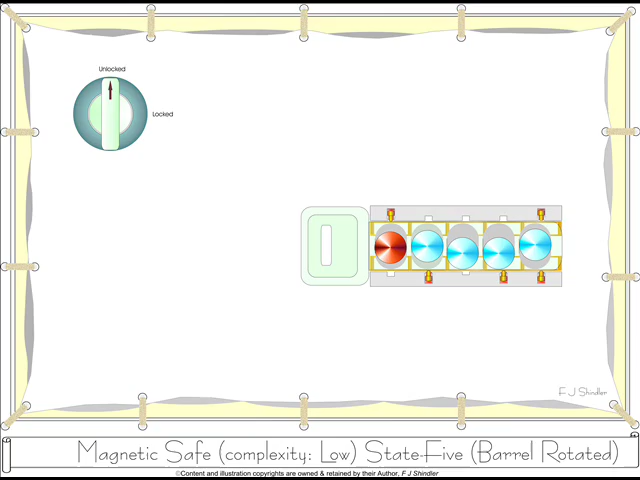 Unlocked
Locked
F J Shindler
Magnetic Safe (complexity: Low) State-Five (Barrel Rotated)
©Content and illustration copyrights are owned & retained by their Author, F J Shindler